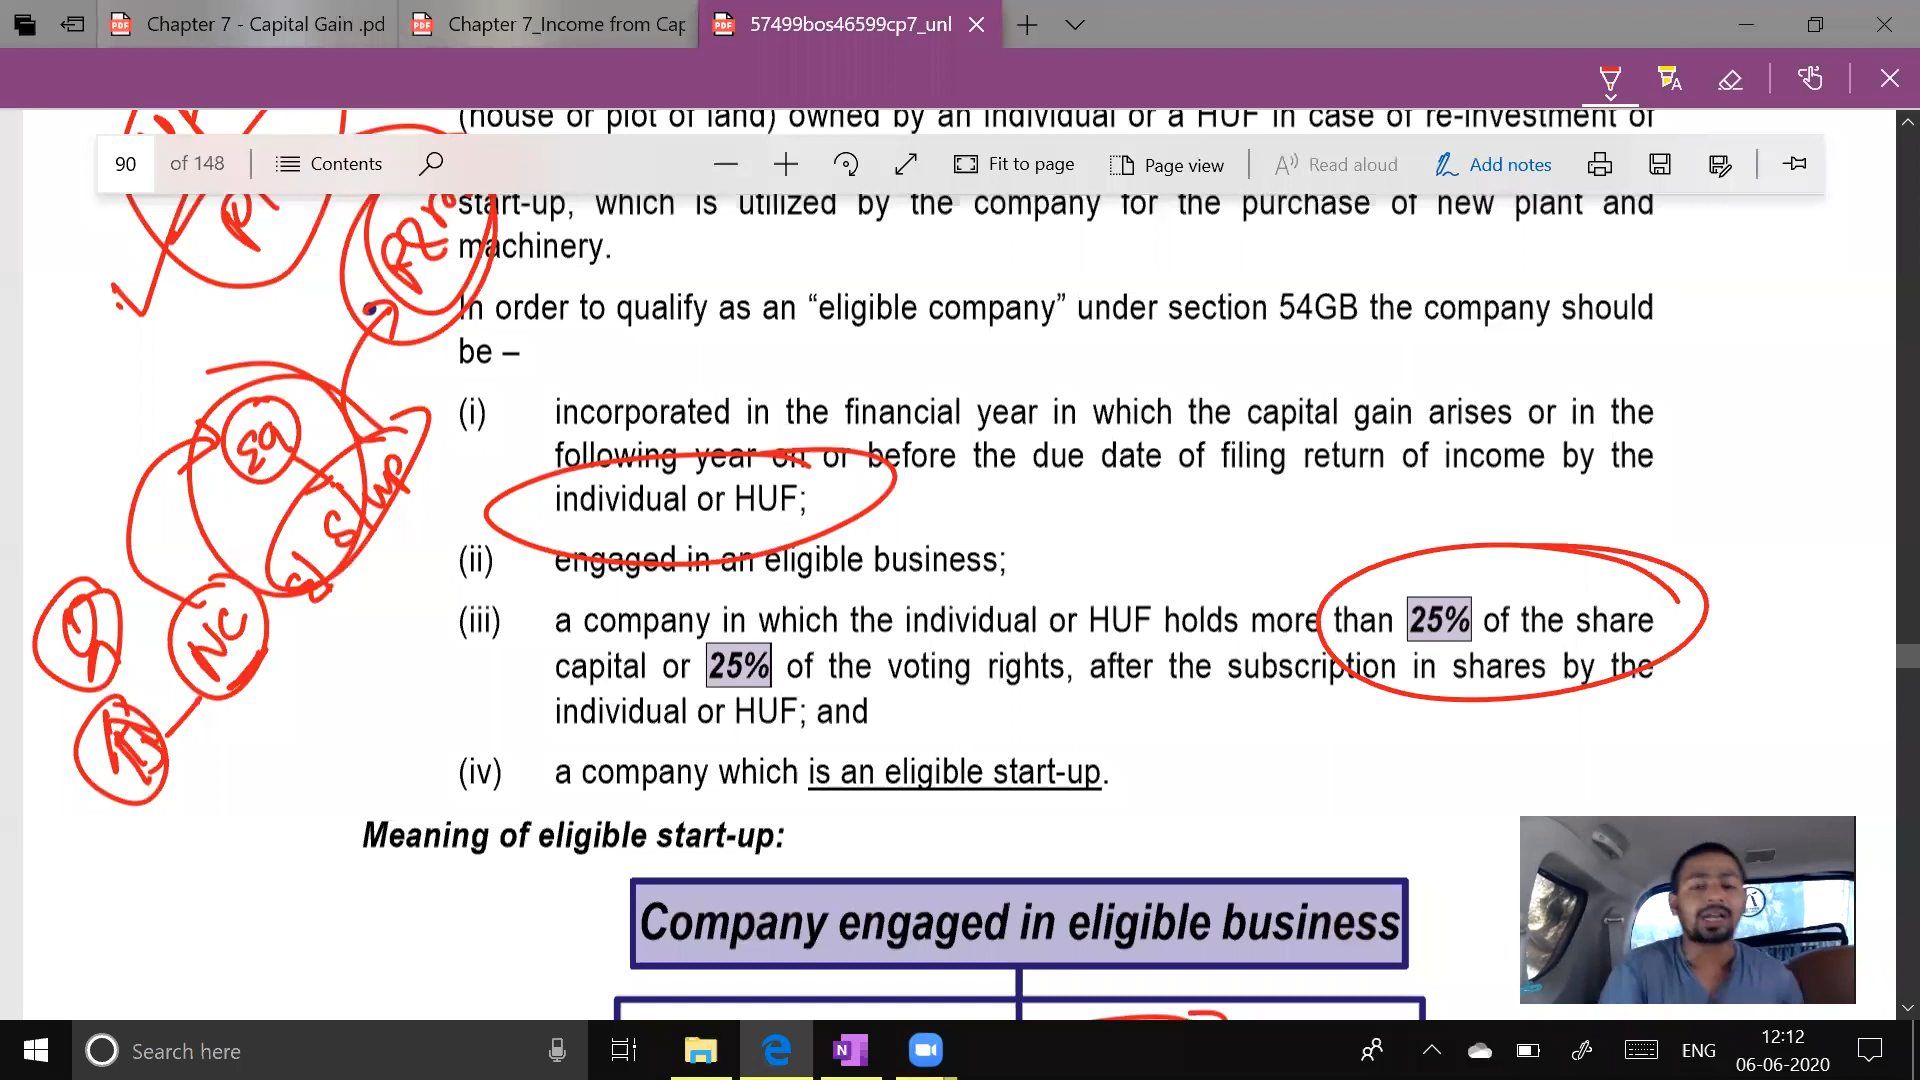 Chapter 7 - Capital Gain .pd
Chapter 7_Income from Cap
57499bos46599cp7_unl
(house or plot of land) owned by an individual or a HUF in case of re-investment of
90 of 148
Contents
Fit to page
Page view
Read aloud
Add notes
start-up, which is utilized by the company for the purchase of new plant and
machinery.
In order to qualify as an “eligible company” under section 54GB the company should
be –
(i) incorporated in the financial year in which the capital gain arises or in the
following year on or before the due date of filing return of income by the
individual or HUF;
(ii) engaged in an eligible business;
(iii) a company in which the individual or HUF holds more than 25% of the share
capital or 25% of the voting rights, after the subscription in shares by the
individual or HUF; and
(iv) a company which is an eligible start-up.
Meaning of eligible start-up:
Company engaged in eligible business
Eq
El S/up
NC
Search here
ENG
12:12
06-06-2020